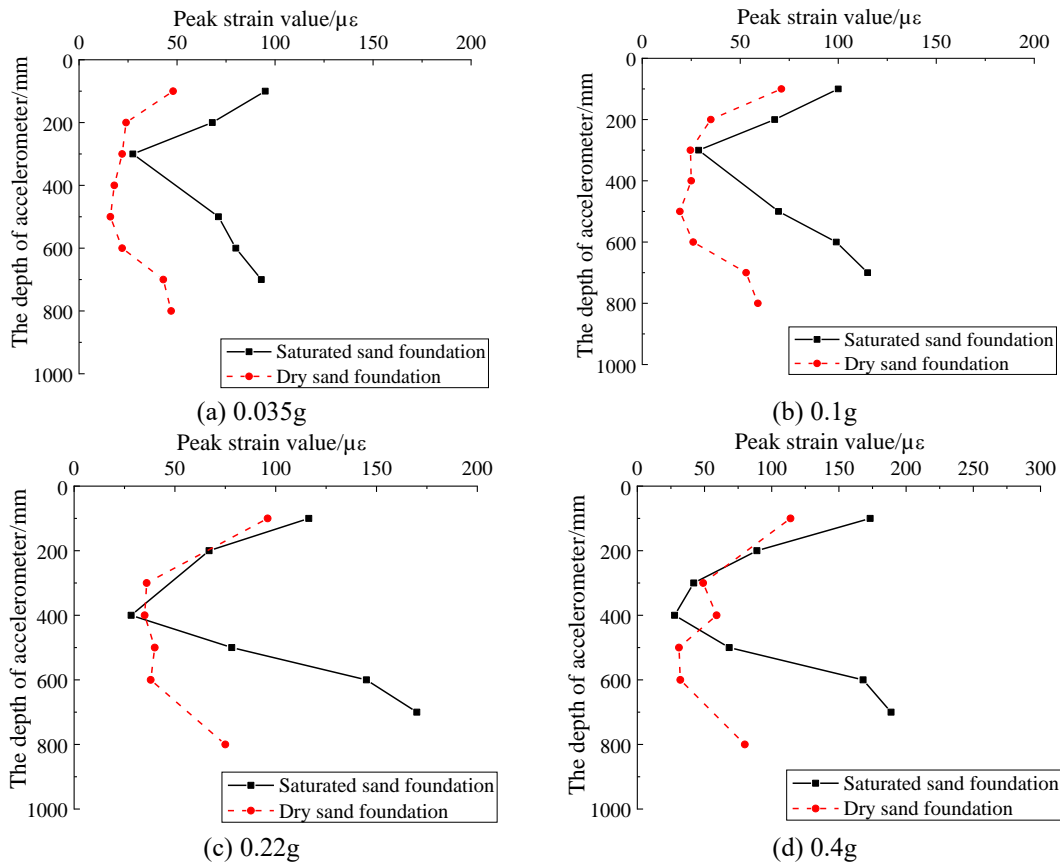 Peak strain value/με
0 50 100 150 200
0
200
400
600
800
1000
The depth of accelerometer/mm
Saturated sand foundation
Dry sand foundation
(a) 0.035g
Peak strain value/με
0 50 100 150 200
0
200
400
600
800
1000
The depth of accelerometer/mm
Saturated sand foundation
Dry sand foundation
(b) 0.1g
Peak strain value/με
0 50 100 150 200
0
200
400
600
800
1000
The depth of accelerometer/mm
Saturated sand foundation
Dry sand foundation
(c) 0.22g
Peak strain value/με
0 50 100 150 200 250 300
0
200
400
600
800
1000
The depth of accelerometer/mm
Saturated sand foundation
Dry sand foundation
(d) 0.4g